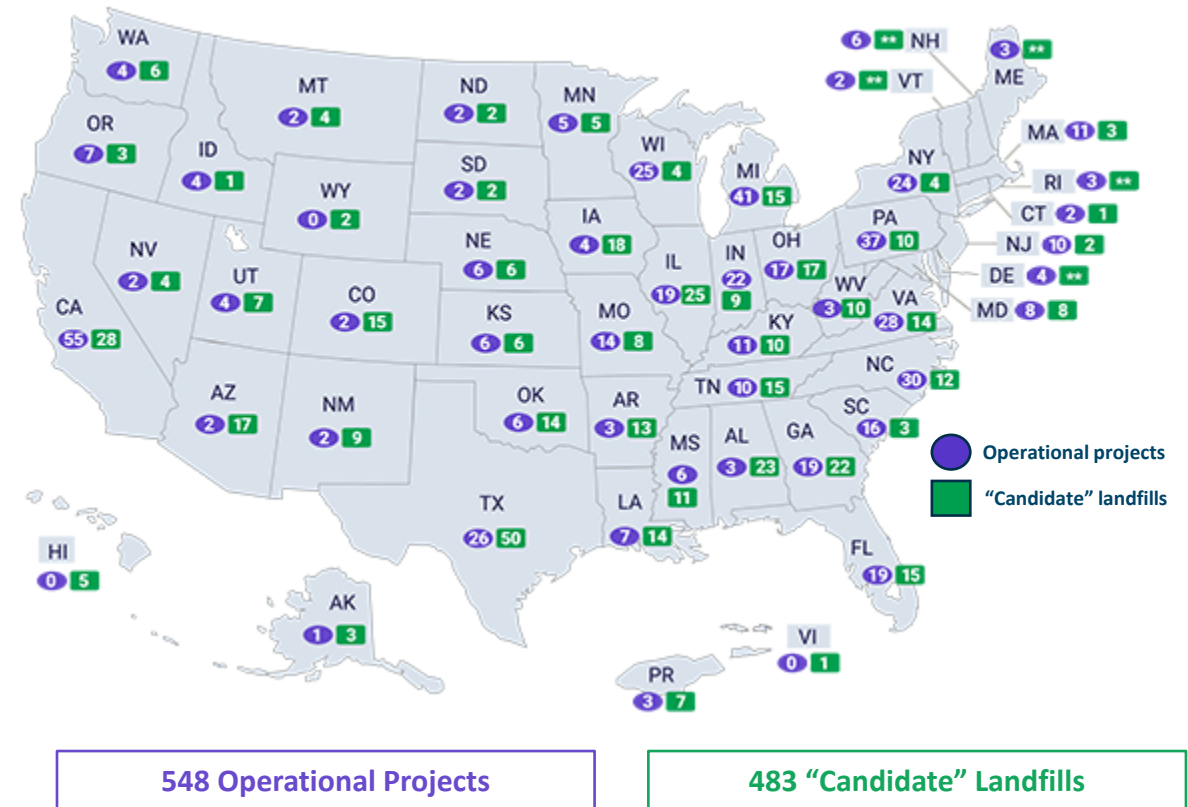 WA
4 6
MT
2 4
ND
2 2
MN
5 5
6 ** NH
3 **
ME
2 ** VT
OR
7 3
ID
4 1
WY
0 2
SD
2 2
WI
25 4
MI
41 15
NY
24 4
MA 11 3
RI 3 **
CT 2 1
NJ 10 2
DE 4 **
MD 8 8
NV
2 4
UT
4 7
CO
2 15
NE
6 6
IA
4 18
IL
19 25
IN
22
9
OH
17 17
PA
37 10
WV
3 10
VA
28 14
CA
55 28
KS
6 6
MO
14 8
KY
11 10
AZ
2 17
NM
2 9
OK
6 14
AR
3 13
TN 10 15
NC
30 12
SC
16 3
MS
6
11
AL
3 23
GA
19 22
TX
26 50
LA
7 14
FL
19 15
Operational projects
“Candidate” landfills
HI
0 5
AK
1 3
PR
3 7
VI
0 1
548 Operational Projects
483 “Candidate” Landfills